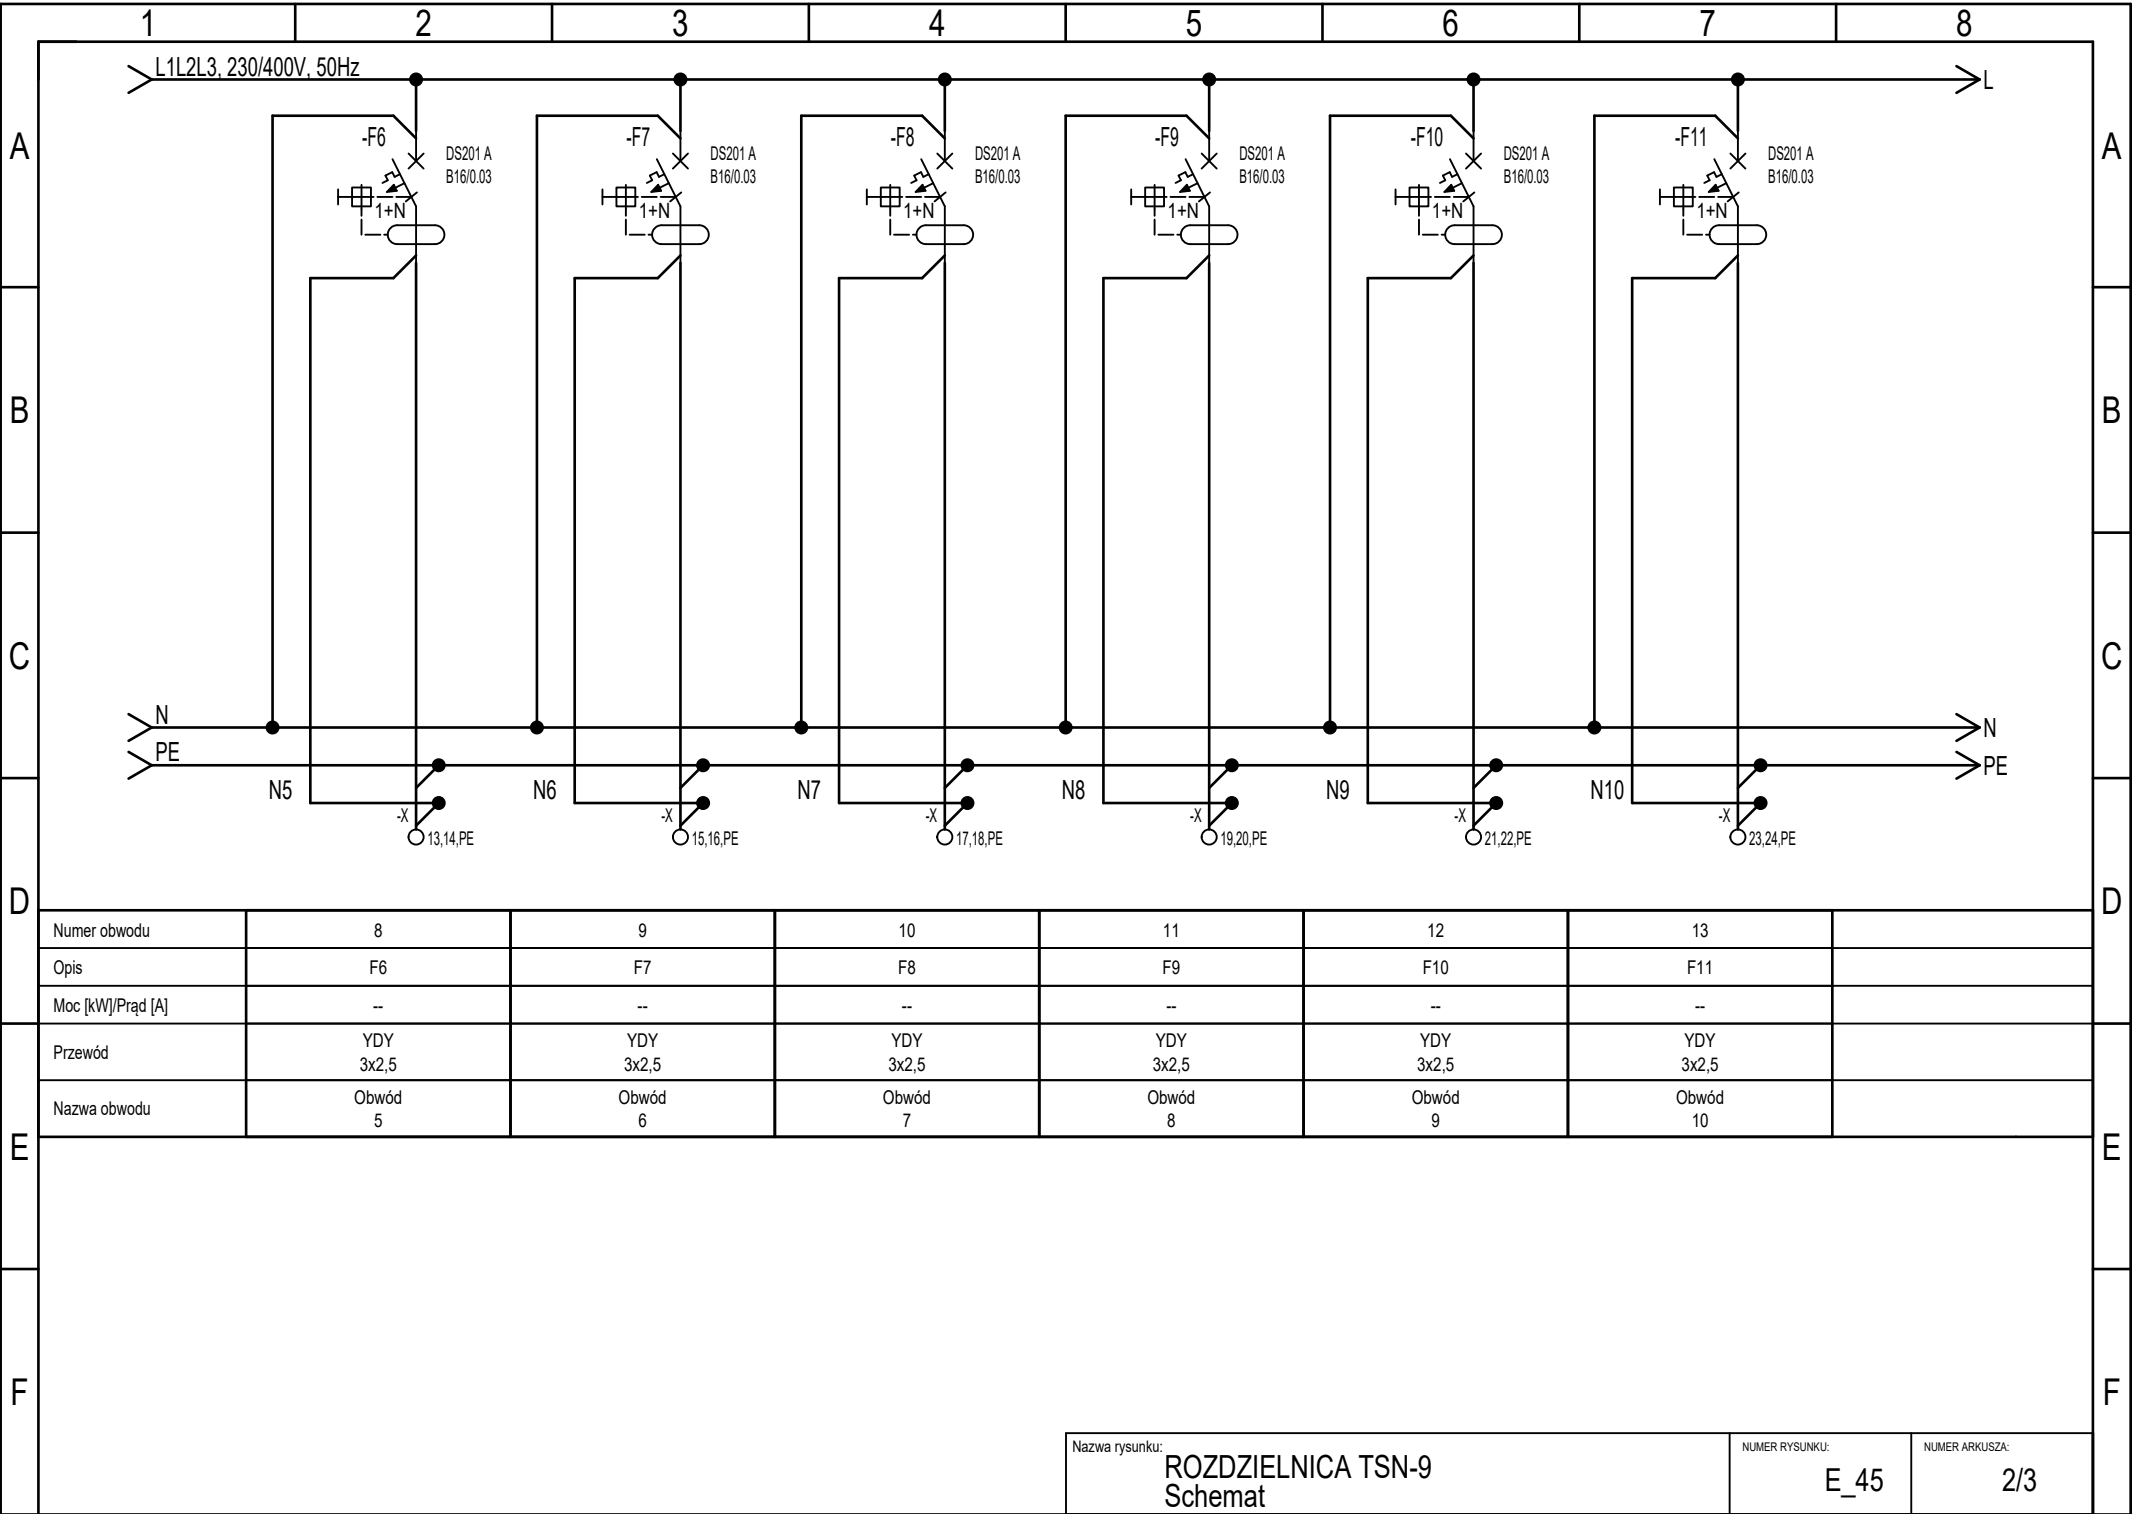 1 2 3 4 5 6 7 8
L1L2L3, 230/400V, 50Hz
L
A A
-F6 -F7 -F8 -F9 -F10 -F11
DS201 A DS201 A DS201 A DS201 A DS201 A DS201 A
B16/0.03 B16/0.03 B16/0.03 B16/0.03 B16/0.03 B16/0.03
1+N 1+N 1+N 1+N 1+N 1+N
B B
C C
N N
PE PE
N5 N6 N7 N8 N9 N10
-X -X -X -X -X -X
13,14,PE 15,16,PE 17,18,PE 19,20,PE 21,22,PE 23,24,PE
D D
Numer obwodu 8 9 10 11 12 13
Opis F6 F7 F8 F9 F10 F11
Moc [kW]/Prąd [A] -- -- -- -- -- --
Przewód YDY YDY YDY YDY YDY YDY
3x2,5 3x2,5 3x2,5 3x2,5 3x2,5 3x2,5
Nazwa obwodu Obwód Obwód Obwód Obwód Obwód Obwód
5 6 7 8 9 10
E E
F F
Nazwa rysunku:
ROZDZIELNICA TSN-9
Schemat
NUMER RYSUNKU:
E_45
NUMER ARKUSZA:
2/3